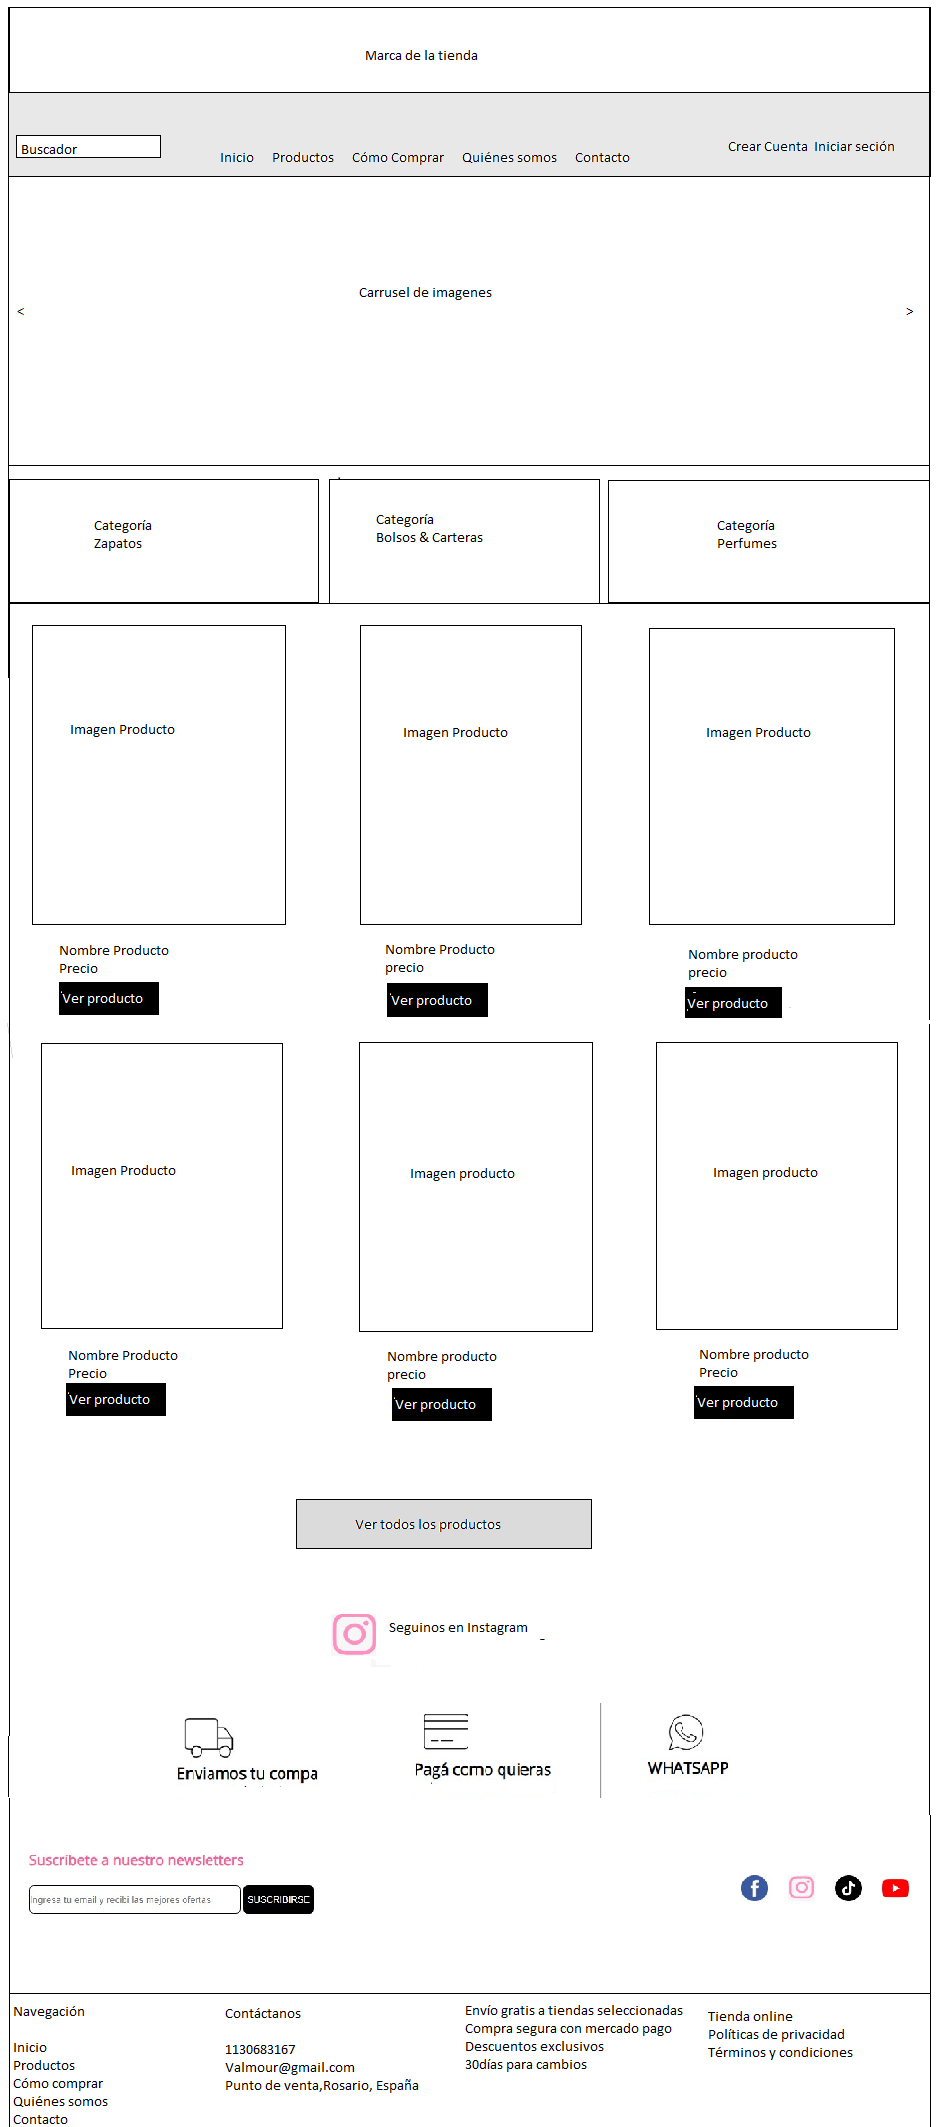 Marca de la tienda
Buscador
Inicio Productos Cómo Comprar Quiénes somos Contacto
Crear Cuenta Iniciar seción
Carrusel de imagenes
< >
Categoría
Zapatos
Categoría
Bolsos & Carteras
Categoría
Perfumes
Imagen Producto
Imagen Producto
Imagen Producto
Nombre Producto
Precio
Ver producto
Nombre Producto
precio
Ver producto
Nombre producto
precio
Ver producto
Imagen Producto
Imagen producto
Imagen producto
Nombre Producto
Precio
Ver producto
Nombre producto
precio
Ver producto
Nombre producto
Precio
Ver producto
Ver todos los productos
Seguinos en Instagram
Enviamos tu compa
Pagá como quieras
WHATSAPP
Suscríbete a nuestro newsletters
Ingresa tu email y recibí las mejores ofertas
SUSCRIBIRSE
Navegación
Inicio
Productos
Cómo comprar
Quiénes somos
Contacto
Contáctanos
1130683167
Valmour@gmail.com
Punto de venta,Rosario, España
Envío gratis a tiendas seleccionadas
Compra segura con mercado pago
Descuentos exclusivos
30días para cambios
Tienda online
Políticas de privacidad
Términos y condiciones